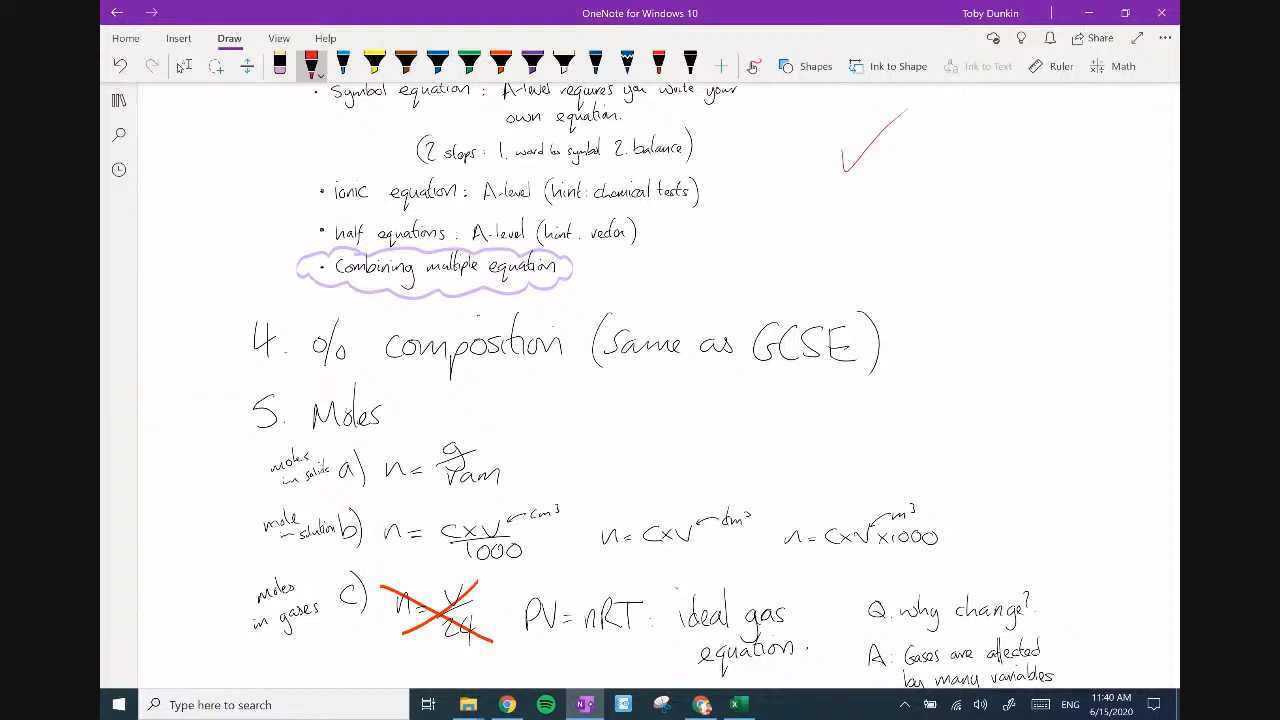 OneNote for Windows 10
Toby Dunkin
Home Insert Draw View Help
Share
Shapes Ink to Shape Ink to Text Ruler Math
• Symbol equation : A-level requires you write your
own equation.
(2 steps : 1. word to symbol 2. balance)
• ionic equation : A-level (hint : chemical tests)
• half equations : A-level (hint : redox)
• Combining multiple equation
4. % composition (same as GCSE)
5. Moles
moles in solids a) n = g/ram
mole in solution b) n = cxv/1000 ← cm³ n = cxv ← dm³ n = cxv x1000 ← m³
moles in gases c) n = v/24 PV = nRT : ideal gas
equation.
Q. why change?
A: Gases are affected
by many variables
Type here to search
ENG
11:40 AM
6/15/2020